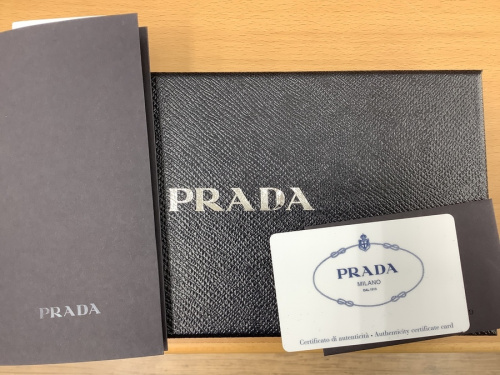 PRADA
PRADA
PRADA
MILANO
Certificato di autenticità • Authenticity certificate card